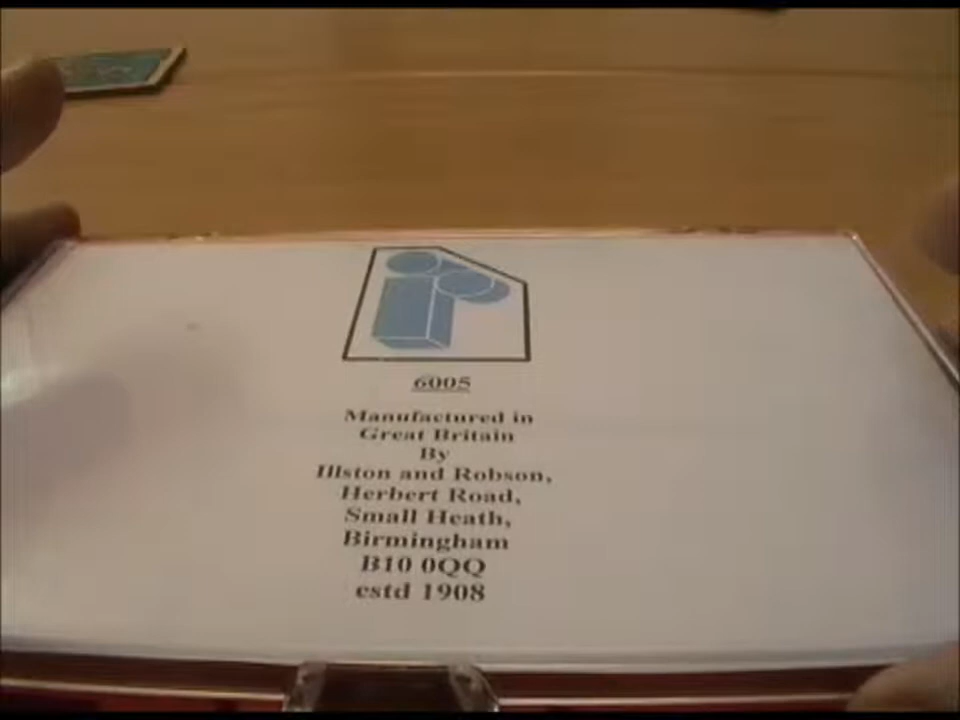 6005
Manufactured in
Great Britain
By
Illston and Robson,
Herbert Road,
Small Heath,
Birmingham
B10 0QQ
estd 1908